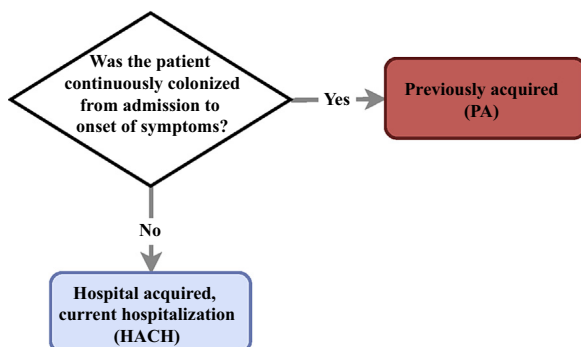 Was the patient
continuously colonized
from admission to
onset of symptoms?
Yes
Previously acquired
(PA)
No
Hospital acquired,
current hospitalization
(HACH)